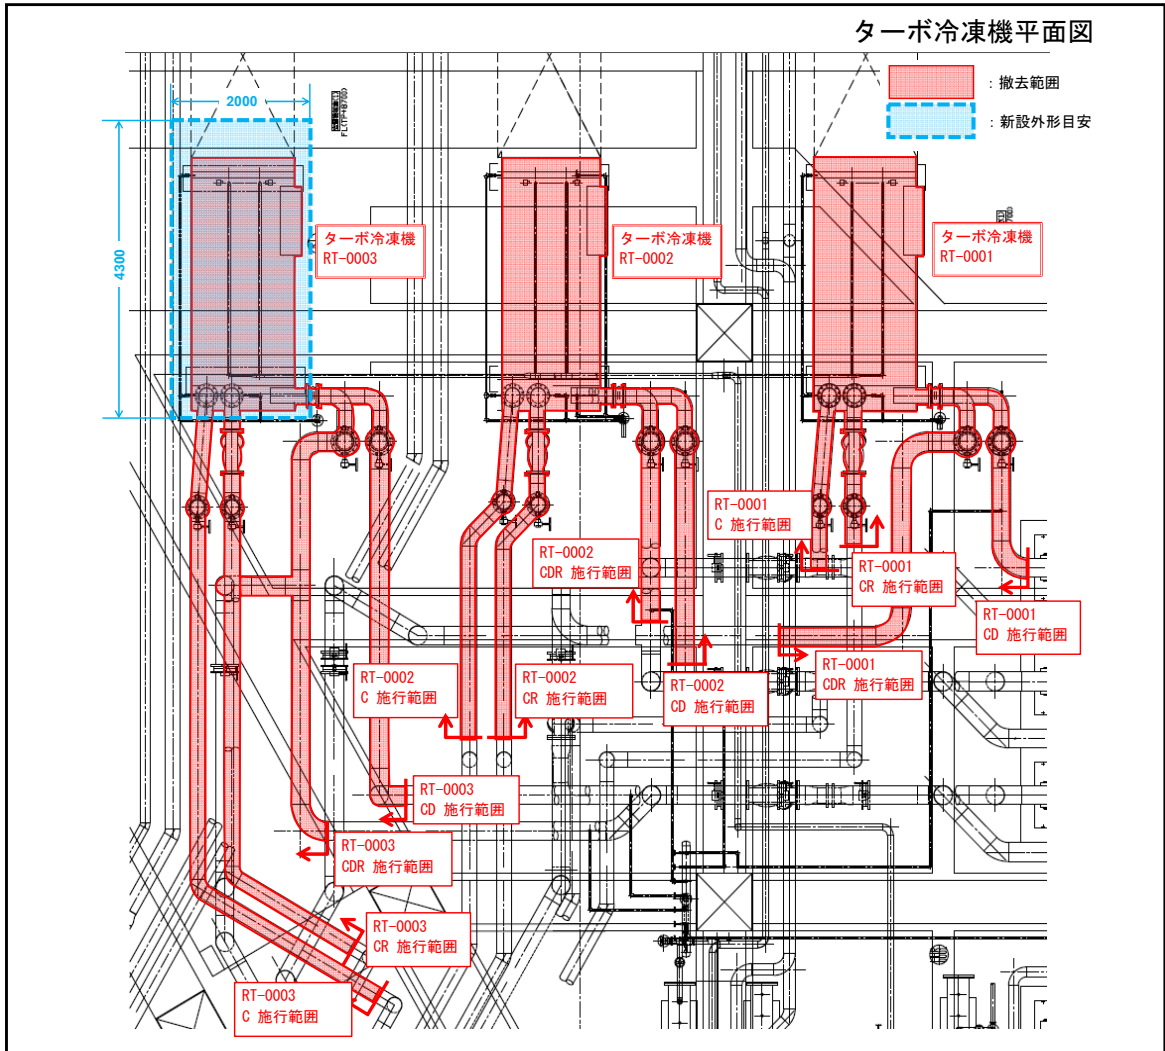 ターボ冷凍機平面図
：撤去範囲
：新設外形目安
2000
4300
ターボ冷凍機
RT-0003
ターボ冷凍機
RT-0002
ターボ冷凍機
RT-0001
RT-0001
C 施行範囲
RT-0002
CDR 施行範囲
RT-0001
CR 施行範囲
RT-0001
CD 施行範囲
RT-0002
C 施行範囲
RT-0002
CR 施行範囲
RT-0002
CD 施行範囲
RT-0001
CDR 施行範囲
RT-0003
CD 施行範囲
RT-0003
CDR 施行範囲
RT-0003
CR 施行範囲
RT-0003
C 施行範囲